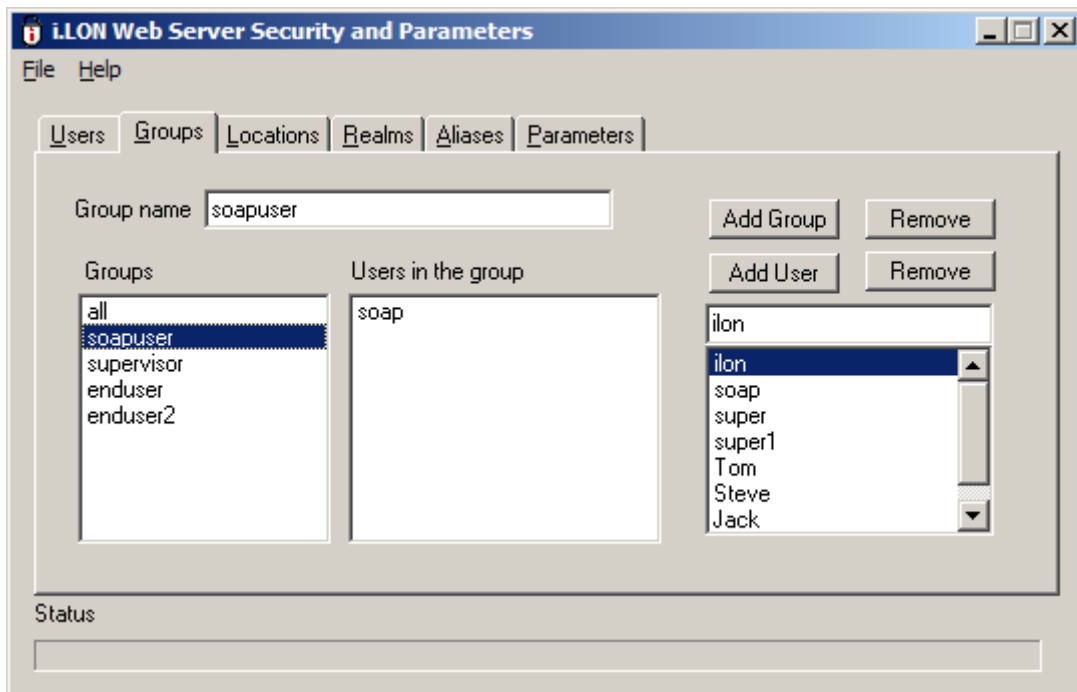 i.LON Web Server Security and Parameters
File Help
Users Groups Locations Realms Aliases Parameters
Group name soapuser
Add Group Remove
Groups Users in the group
Add User Remove
all
soapuser
supervisor
enduser
enduser2
soap
ilon
ilon
soap
super
super1
Tom
Steve
Jack
Status